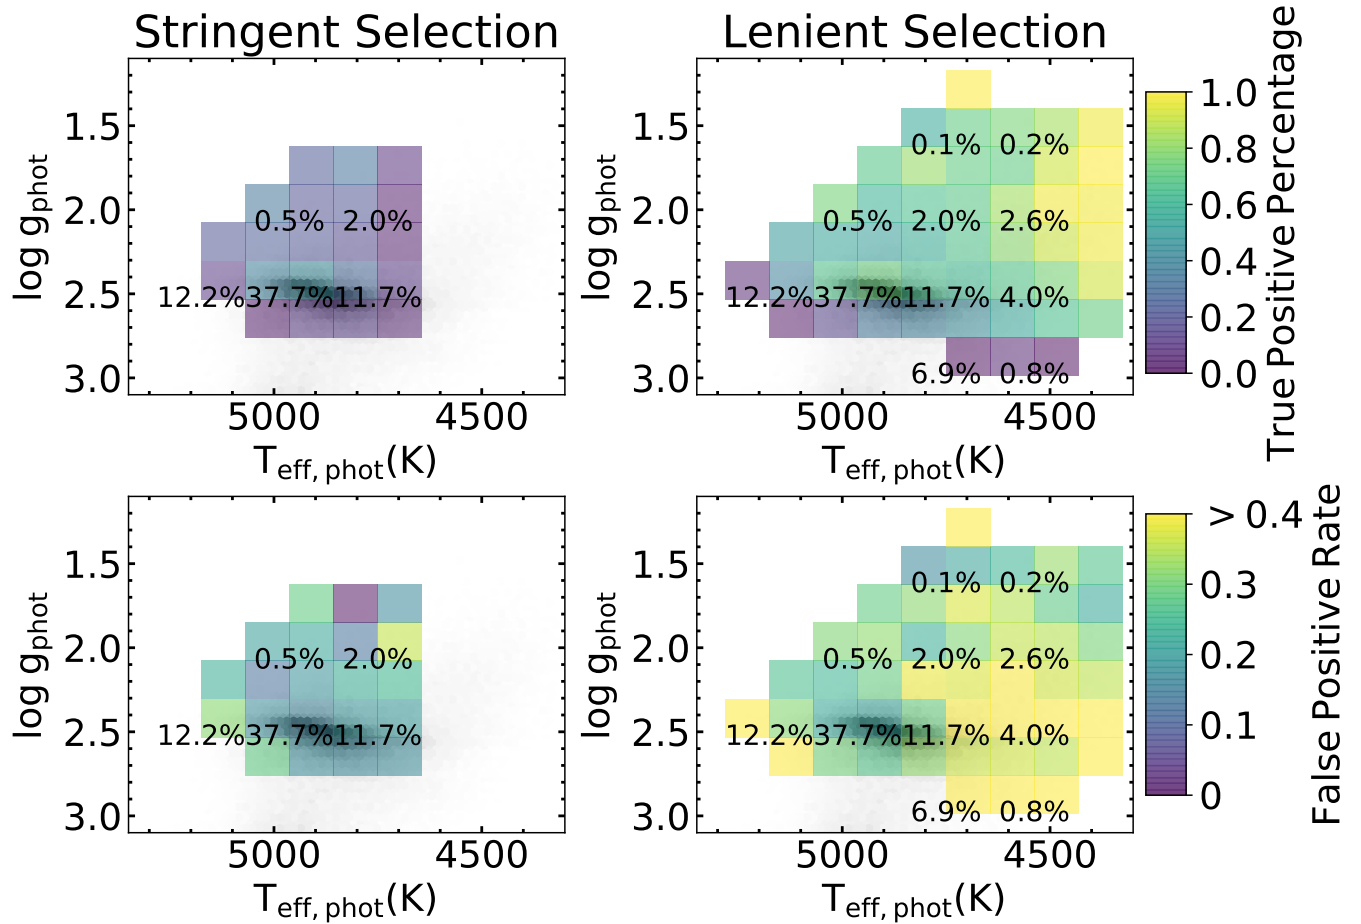 Stringent Selection
Lenient Selection
1.5
2.0
2.5
3.0
log g_phot
0.5% 2.0%
12.2% 37.7% 11.7%
5000 4500
T_eff, phot(K)
1.5
2.0
2.5
3.0
log g_phot
0.1% 0.2%
0.5% 2.0% 2.6%
12.2% 37.7% 11.7% 4.0%
6.9% 0.8%
5000 4500
T_eff, phot(K)
1.0
0.8
0.6
0.4
0.2
0.0
True Positive Percentage
1.5
2.0
2.5
3.0
log g_phot
0.5% 2.0%
12.2% 37.7% 11.7%
5000 4500
T_eff, phot(K)
1.5
2.0
2.5
3.0
log g_phot
0.1% 0.2%
0.5% 2.0% 2.6%
12.2% 37.7% 11.7% 4.0%
6.9% 0.8%
5000 4500
T_eff, phot(K)
> 0.4
0.3
0.2
0.1
0
False Positive Rate